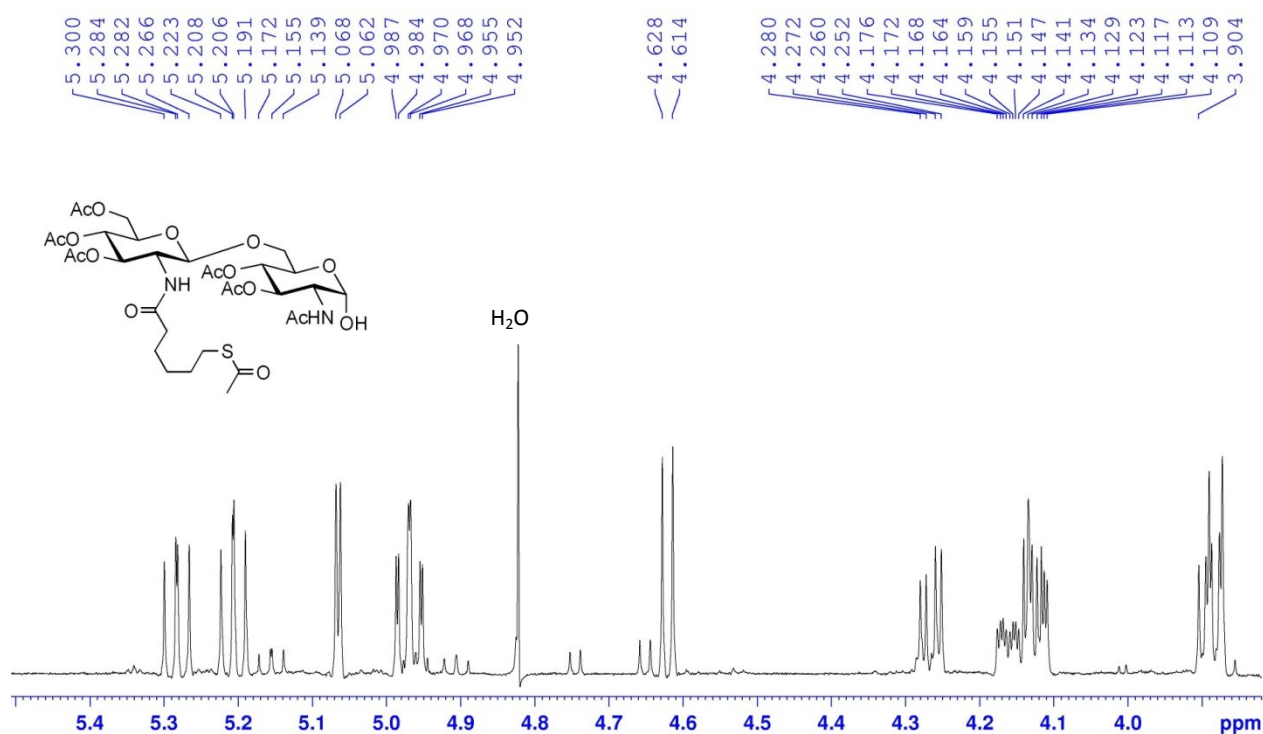 5.300
5.284
5.282
5.266
5.223
5.208
5.206
5.191
5.172
5.155
5.139
5.068
5.062
4.987
4.984
4.970
4.968
4.955
4.952
4.628
4.614
4.280
4.272
4.260
4.252
4.176
4.172
4.168
4.164
4.159
4.155
4.151
4.147
4.141
4.134
4.129
4.123
4.117
4.113
4.109
3.904
AcO
O
AcO
O
AcO
AcO
O
NH
AcO
O
AcHN
OH
S
O
H₂O
5.4 5.3 5.2 5.1 5.0 4.9 4.8 4.7 4.6 4.5 4.4 4.3 4.2 4.1 4.0 ppm